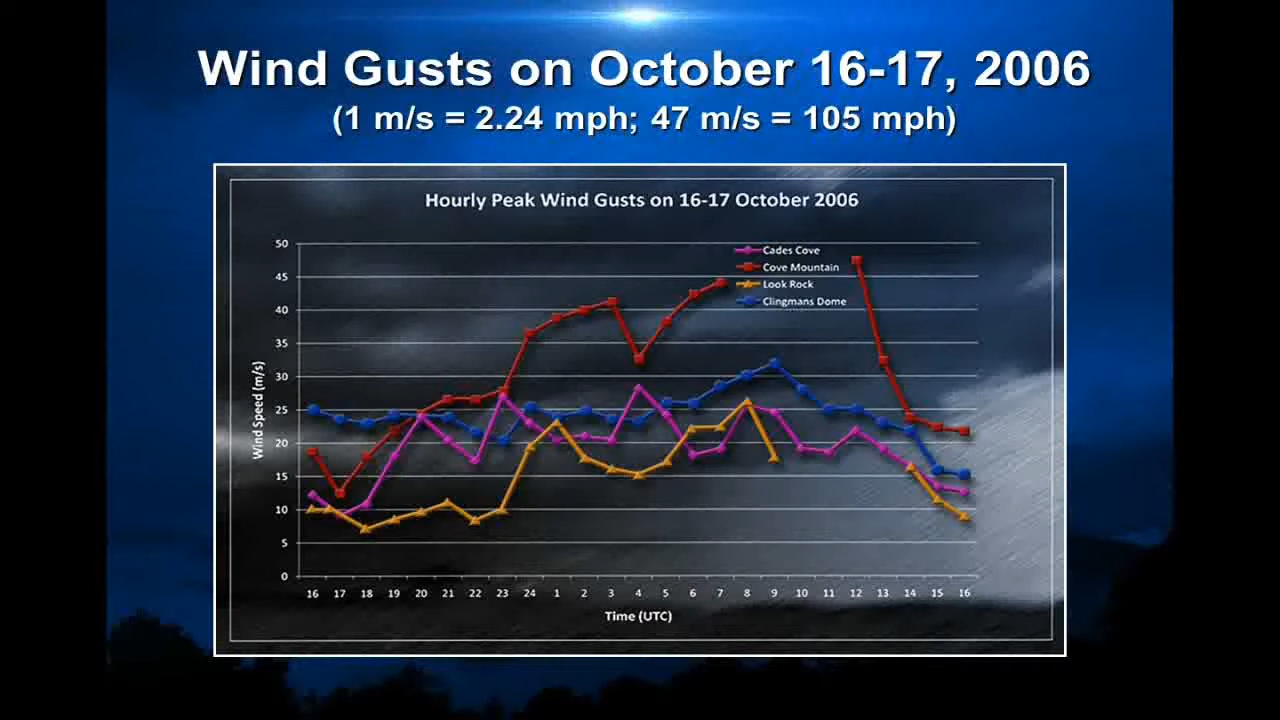 Wind Gusts on October 16-17, 2006
(1 m/s = 2.24 mph; 47 m/s = 105 mph)
Hourly Peak Wind Gusts on 16-17 October 2006
50
45
40
35
30
25
20
15
10
5
0
Wind Speed (m/s)
Cades Cove
Cove Mountain
Look Rock
Clingmans Dome
16 17 18 19 20 21 22 23 24 1 2 3 4 5 6 7 8 9 10 11 12 13 14 15 16
Time (UTC)